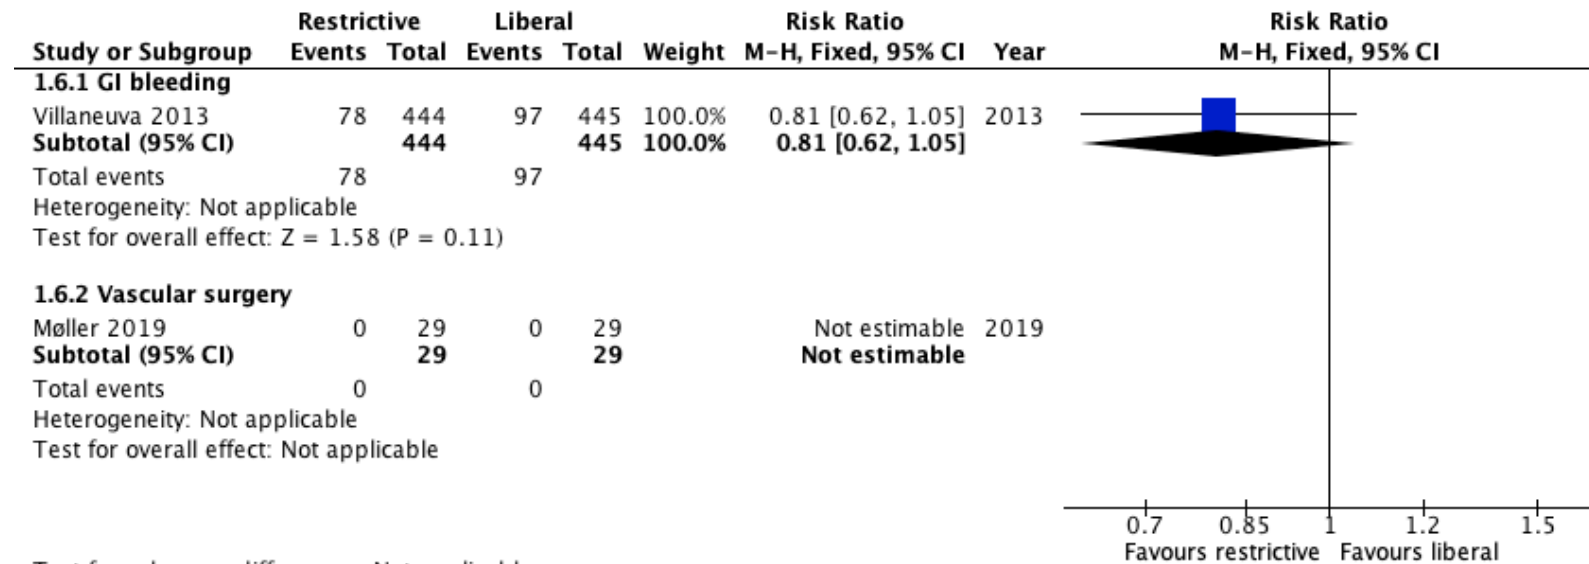 Restrictive Liberal Risk Ratio Risk Ratio
Study or Subgroup Events Total Events Total Weight M-H, Fixed, 95% CI Year M-H, Fixed, 95% CI
1.6.1 GI bleeding
Villaneuva 2013 78 444 97 445 100.0% 0.81 [0.62, 1.05] 2013
Subtotal (95% CI) 444 445 100.0% 0.81 [0.62, 1.05]
Total events 78 97
Heterogeneity: Not applicable
Test for overall effect: Z = 1.58 (P = 0.11)
1.6.2 Vascular surgery
Møller 2019 0 29 0 29 Not estimable 2019
Subtotal (95% CI) 29 29 Not estimable
Total events 0 0
Heterogeneity: Not applicable
Test for overall effect: Not applicable
0.7 0.85 1 1.2 1.5
Favours restrictive Favours liberal